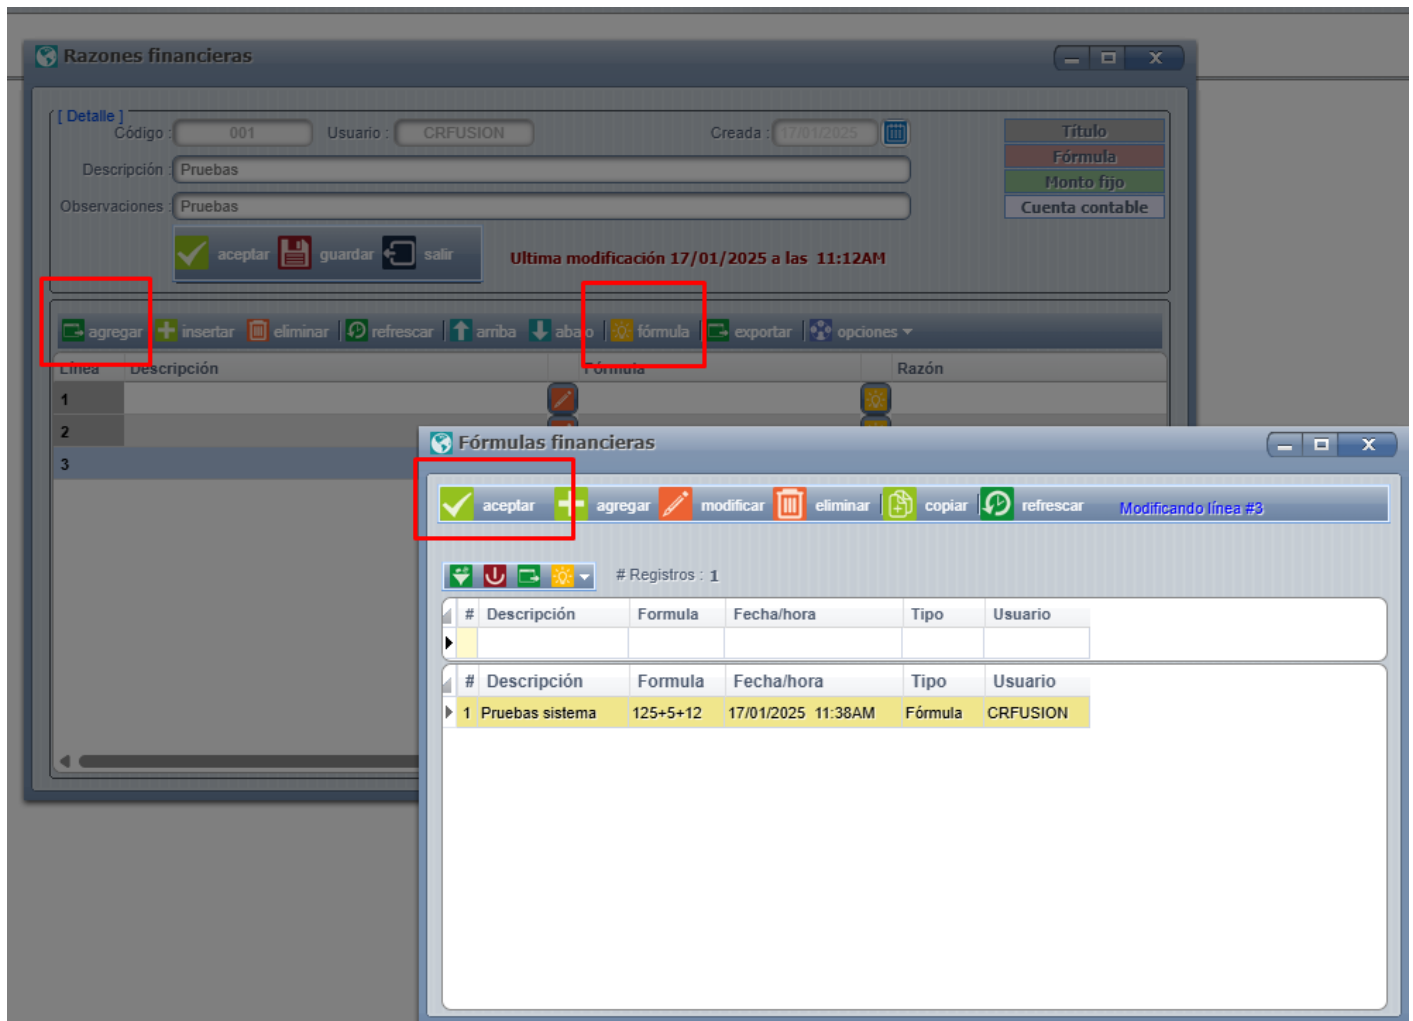 Razones financieras
[ Detalle ]
Código : 001 Usuario : CRFUSION Creada : 17/01/2025
Título
Fórmula
Descripción : Pruebas
Monto fijo
Observaciones : Pruebas
Cuenta contable
aceptar guardar salir
Ultima modificación 17/01/2025 a las 11:12AM
agregar insertar eliminar refrescar arriba abajo fórmula exportar opciones
Línea Descripción Fórmula Razón
1
2
3
Fórmulas financieras
aceptar agregar modificar eliminar copiar refrescar Modificando línea #3
# Registros : 1
# Descripción Formula Fecha/hora Tipo Usuario
# Descripción Formula Fecha/hora Tipo Usuario
1 Pruebas sistema 125+5+12 17/01/2025 11:38AM Fórmula CRFUSION